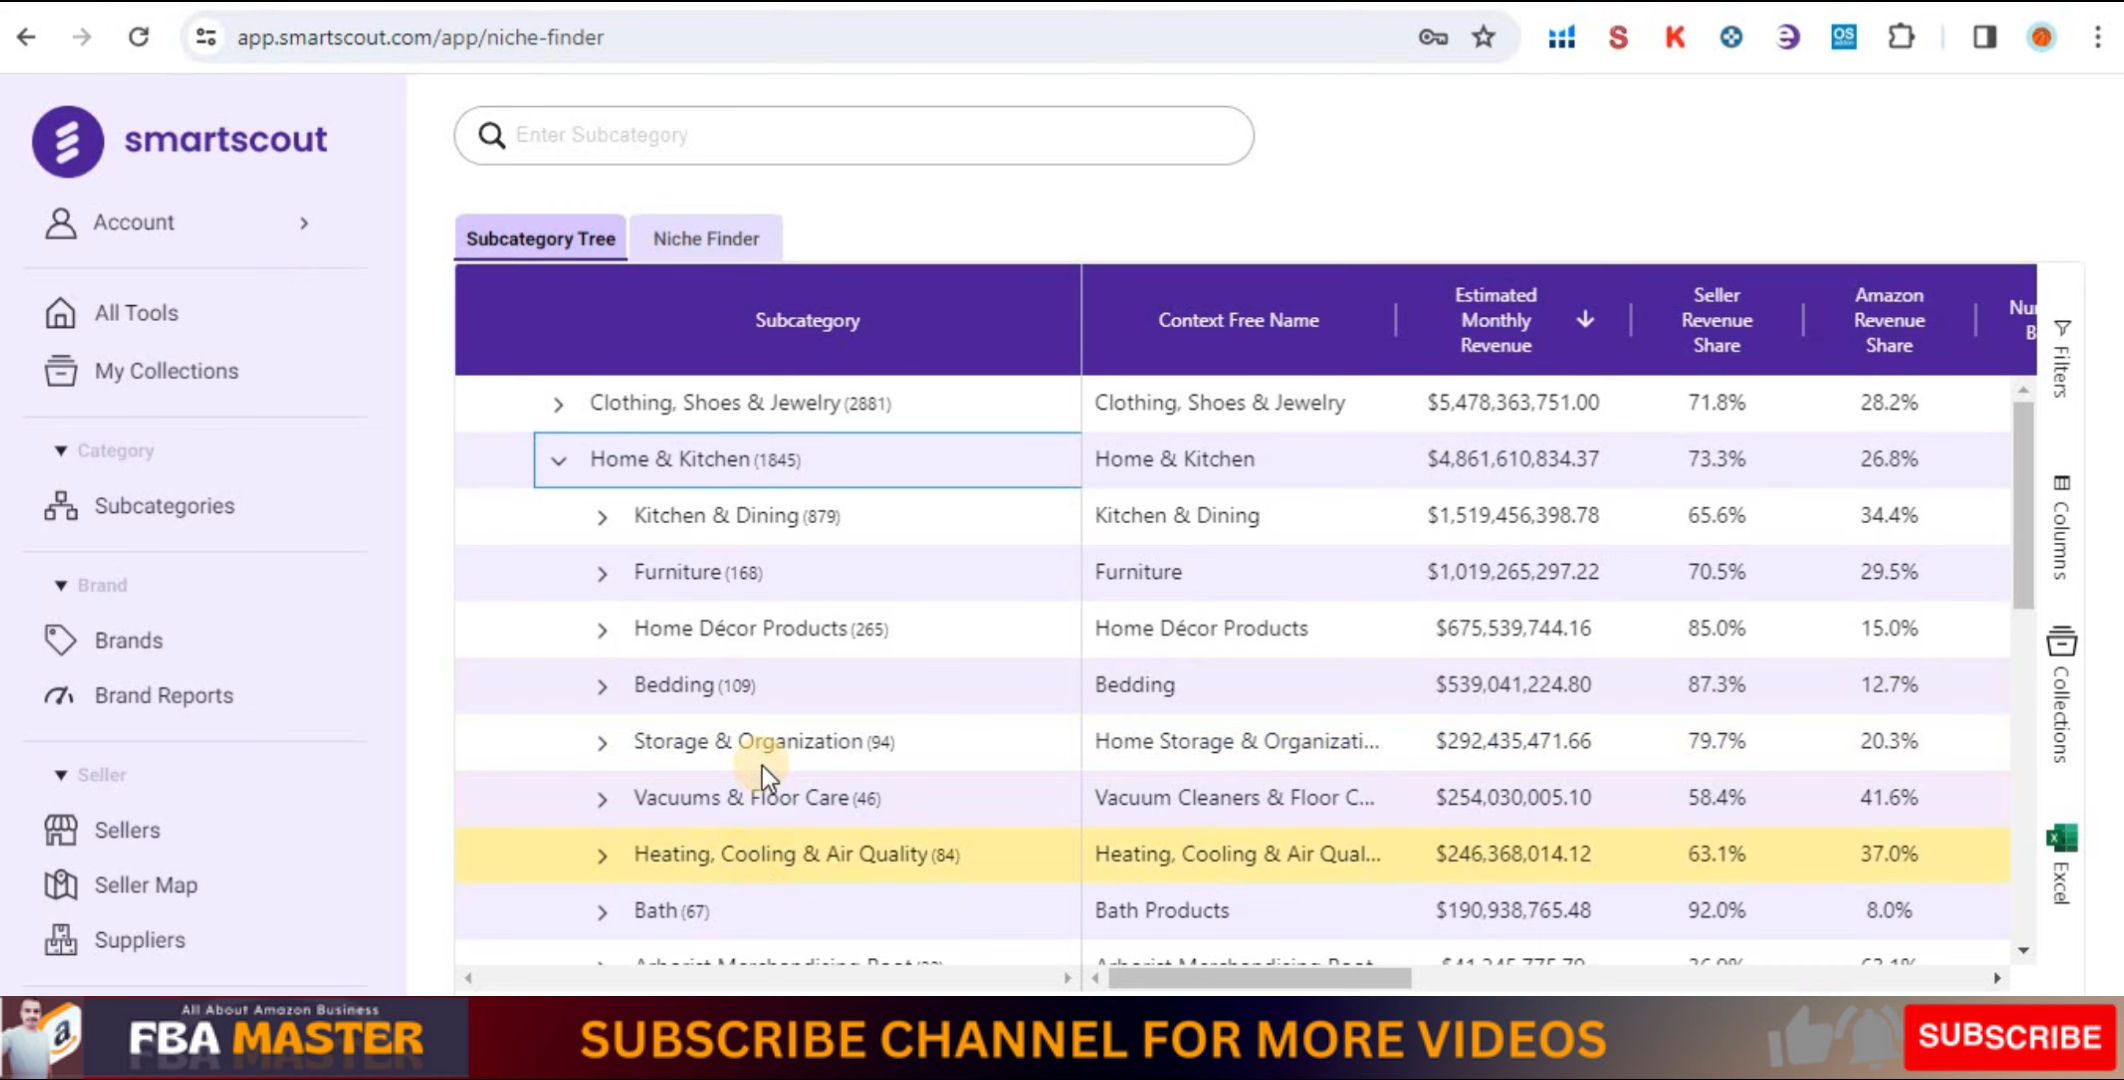 app.smartscout.com/app/niche-finder
OS
smartscout
Account
All Tools
My Collections
Category
Subcategories
Brand
Brands
Brand Reports
Seller
Sellers
Seller Map
Suppliers
Enter Subcategory
Subcategory Tree
Niche Finder
Subcategory
Context Free Name
Estimated
Monthly
Revenue
Seller
Revenue
Share
Amazon
Revenue
Share
Clothing, Shoes & Jewelry (2881) Clothing, Shoes & Jewelry $5,478,363,751.00 71.8% 28.2%
Home & Kitchen (1845) Home & Kitchen $4,861,610,834.37 73.3% 26.8%
Kitchen & Dining (879) Kitchen & Dining $1,519,456,398.78 65.6% 34.4%
Furniture (168) Furniture $1,019,265,297.22 70.5% 29.5%
Home Décor Products (265) Home Décor Products $675,539,744.16 85.0% 15.0%
Bedding (109) Bedding $539,041,224.80 87.3% 12.7%
Storage & Organization (94) Home Storage & Organizati... $292,435,471.66 79.7% 20.3%
Vacuums & Floor Care (46) Vacuum Cleaners & Floor C... $254,030,005.10 58.4% 41.6%
Heating, Cooling & Air Quality (84) Heating, Cooling & Air Qual... $246,368,014.12 63.1% 37.0%
Bath (67) Bath Products $190,938,765.48 92.0% 8.0%
Filters
Columns
Collections
Excel
All About Amazon Business
FBA MASTER
SUBSCRIBE CHANNEL FOR MORE VIDEOS
SUBSCRIBE